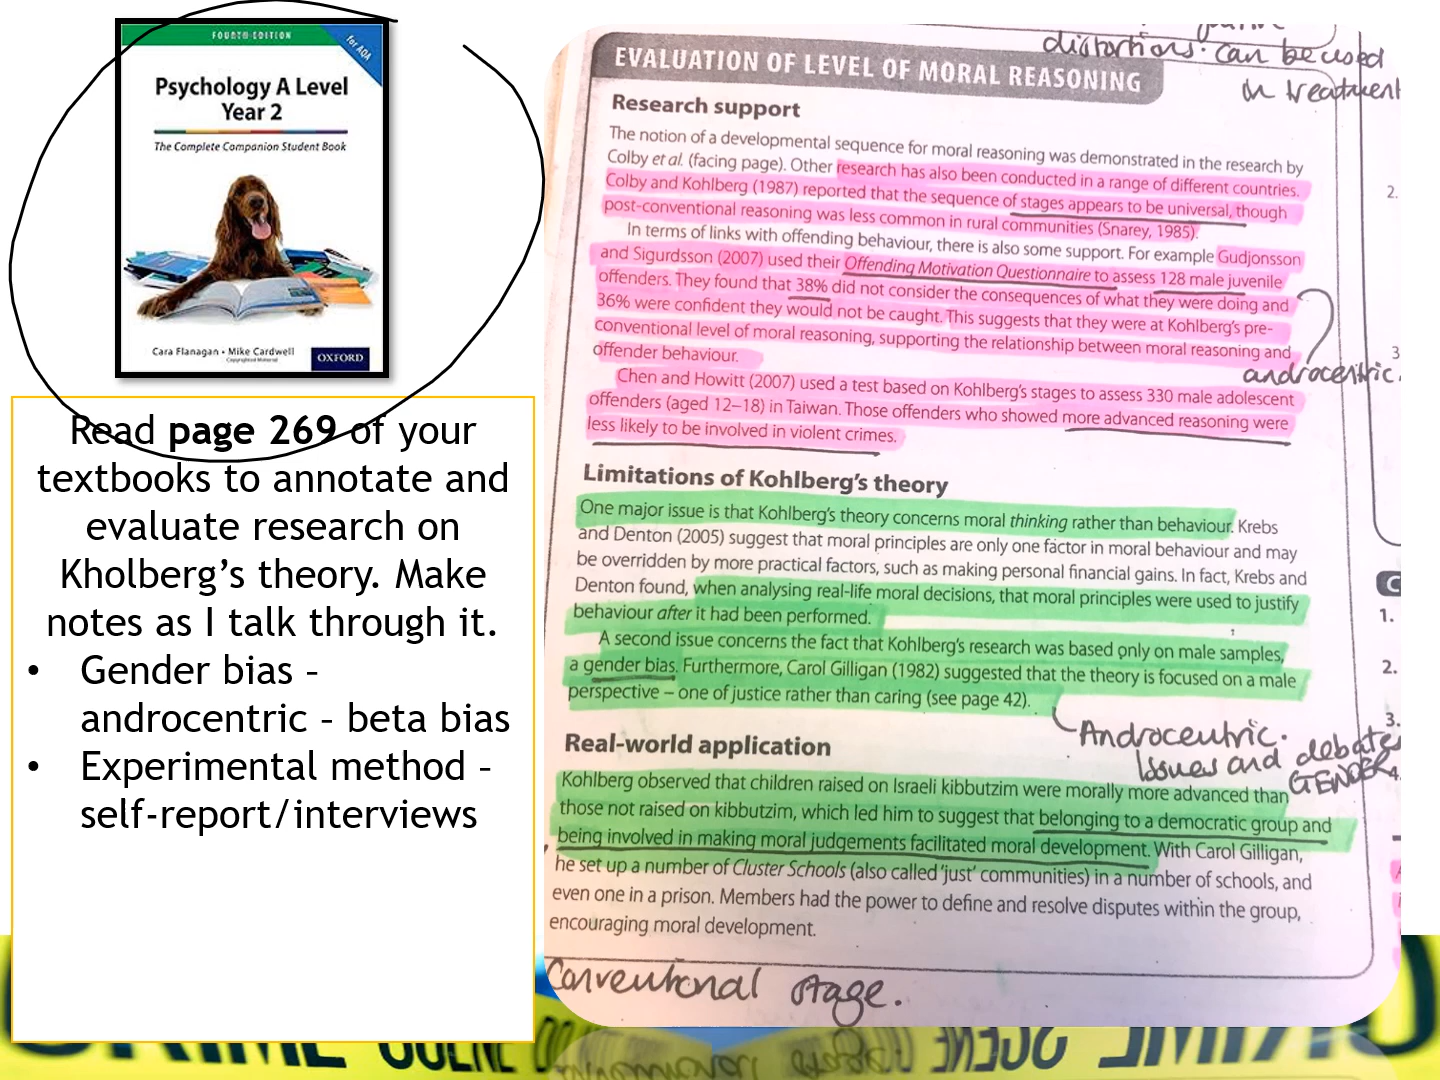 FOURTH EDITION
for AQA
Psychology A Level
Year 2
The Complete Companion Student Book
Cara Flanagan • Mike Cardwell
Copyrighted Material
OXFORD
Read page 269 of your
textbooks to annotate and
evaluate research on
Kholberg's theory. Make
notes as I talk through it.
• Gender bias –
androcentric – beta bias
• Experimental method –
self-report/interviews
distortions. can be used
in treatment
EVALUATION OF LEVEL OF MORAL REASONING
Research support
The notion of a developmental sequence for moral reasoning was demonstrated in the research by
Colby et al. (facing page). Other research has also been conducted in a range of different countries.
Colby and Kohlberg (1987) reported that the sequence of stages appears to be universal, though
post-conventional reasoning was less common in rural communities (Snarey, 1985).
In terms of links with offending behaviour, there is also some support. For example Gudjonsson
and Sigurdsson (2007) used their Offending Motivation Questionnaire to assess 128 male juvenile
offenders. They found that 38% did not consider the consequences of what they were doing and
36% were confident they would not be caught. This suggests that they were at Kohlberg's pre-
conventional level of moral reasoning, supporting the relationship between moral reasoning and
offender behaviour.
androcentric.
Chen and Howitt (2007) used a test based on Kohlberg's stages to assess 330 male adolescent
offenders (aged 12–18) in Taiwan. Those offenders who showed more advanced reasoning were
less likely to be involved in violent crimes.
Limitations of Kohlberg's theory
One major issue is that Kohlberg's theory concerns moral thinking rather than behaviour. Krebs
and Denton (2005) suggest that moral principles are only one factor in moral behaviour and may
be overridden by more practical factors, such as making personal financial gains. In fact, Krebs and
Denton found, when analysing real-life moral decisions, that moral principles were used to justify
behaviour after it had been performed.
A second issue concerns the fact that Kohlberg's research was based only on male samples,
a gender bias. Furthermore, Carol Gilligan (1982) suggested that the theory is focused on a male
perspective – one of justice rather than caring (see page 42).
Androcentric.
Issues and debates
GENDER
Real-world application
Kohlberg observed that children raised on Israeli kibbutzim were morally more advanced than
those not raised on kibbutzim, which led him to suggest that belonging to a democratic group and
being involved in making moral judgements facilitated moral development. With Carol Gilligan,
he set up a number of Cluster Schools (also called 'just' communities) in a number of schools, and
even one in a prison. Members had the power to define and resolve disputes within the group,
encouraging moral development.
Conventional stage.
2.
3
C
1.
2.
3.
4.